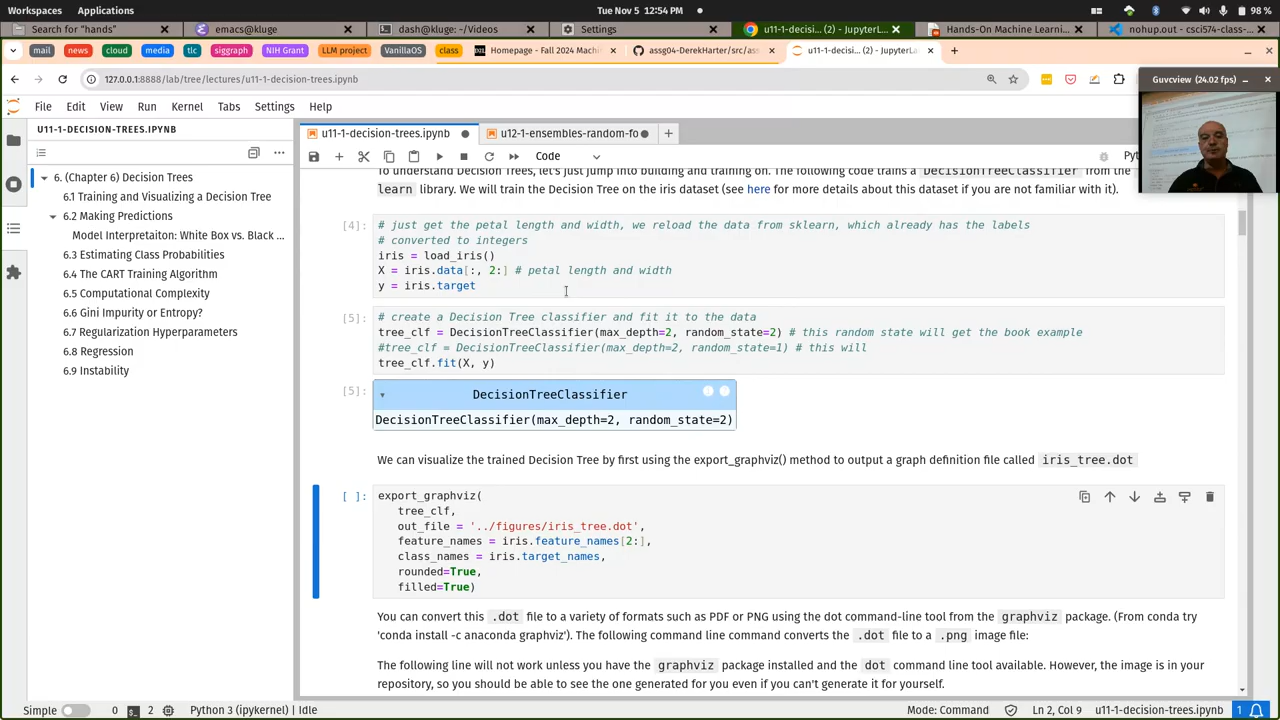 Workspaces Applications Tue Nov 5 12:54 PM 98 %
Search for "hands" emacs@kluge dash@kluge: ~/Videos Settings u11-1-decisi... (2) - JupyterL... Hands-On Machine Learni... nohup.out - csci574-class-...
mail news cloud media tlc siggraph NIH Grant LLM project VanillaOS class Homepage - Fall 2024 Machin assg04-DerekHarter/src/ass u11-1-deci... (2) - JupyterLa
127.0.0.1:8888/lab/tree/lectures/u11-1-decision-trees.ipynb
Guvcview (24.02 fps)
File Edit View Run Kernel Tabs Settings Help
U11-1-DECISION-TREES.IPYNB
6. (Chapter 6) Decision Trees
6.1 Training and Visualizing a Decision Tree
6.2 Making Predictions
Model Interpretaiton: White Box vs. Black ...
6.3 Estimating Class Probabilities
6.4 The CART Training Algorithm
6.5 Computational Complexity
6.6 Gini Impurity or Entropy?
6.7 Regularization Hyperparameters
6.8 Regression
6.9 Instability
u11-1-decision-trees.ipynb u12-1-ensembles-random-fo
Code Pyt
To understand Decision Trees, let's just jump into building and training on. The following code trains a DecisionTreeClassifier from the
learn library. We will train the Decision Tree on the iris dataset (see here for more details about this dataset if you are not familiar with it).
[4]: # just get the petal length and width, we reload the data from sklearn, which already has the labels
# converted to integers
iris = load_iris()
X = iris.data[:, 2:] # petal length and width
y = iris.target
[5]: # create a Decision Tree classifier and fit it to the data
tree_clf = DecisionTreeClassifier(max_depth=2, random_state=2) # this random state will get the book example
#tree_clf = DecisionTreeClassifier(max_depth=2, random_state=1) # this will
tree_clf.fit(X, y)
[5]: DecisionTreeClassifier
DecisionTreeClassifier(max_depth=2, random_state=2)
We can visualize the trained Decision Tree by first using the export_graphviz() method to output a graph definition file called iris_tree.dot
[ ]: export_graphviz(
tree_clf,
out_file = '../figures/iris_tree.dot',
feature_names = iris.feature_names[2:],
class_names = iris.target_names,
rounded=True,
filled=True)
You can convert this .dot file to a variety of formats such as PDF or PNG using the dot command-line tool from the graphviz package. (From conda try
'conda install -c anaconda graphviz'). The following command line command converts the .dot file to a .png image file:
The following line will not work unless you have the graphviz package installed and the dot command line tool available. However, the image is in your
repository, so you should be able to see the one generated for you even if you can't generate it for yourself.
Simple 0 2 Python 3 (ipykernel) | Idle Mode: Command Ln 2, Col 9 u11-1-decision-trees.ipynb 1